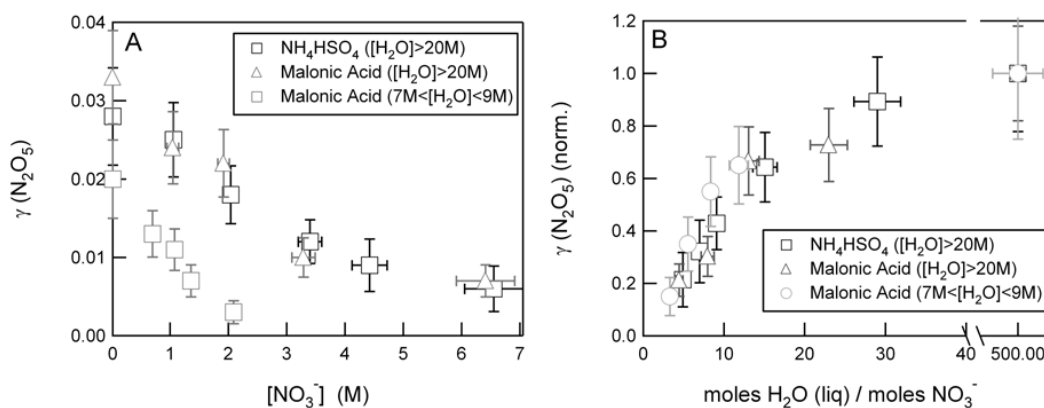 A
NH₄HSO₄ ([H₂O]>20M)
Malonic Acid ([H₂O]>20M)
Malonic Acid (7M<[H₂O]<9M)
0.04
0.03
0.02
0.01
0.00
γ (N₂O₅)
0 1 2 3 4 5 6 7
[NO₃⁻] (M)
B
1.2
1.0
0.8
0.6
0.4
0.2
0.0
γ (N₂O₅) (norm.)
NH₄HSO₄ ([H₂O]>20M)
Malonic Acid ([H₂O]>20M)
Malonic Acid (7M<[H₂O]<9M)
0 10 20 30 40 500.00
moles H₂O (liq) / moles NO₃⁻